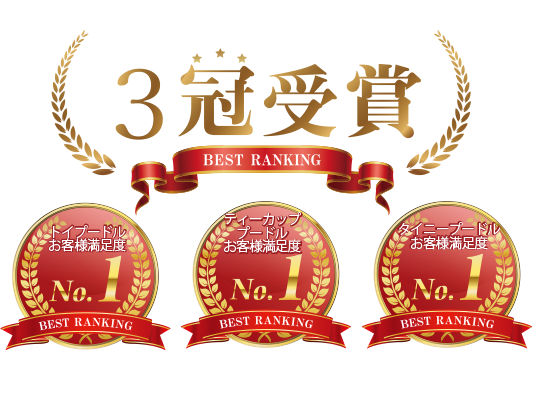 3冠受賞
BEST RANKING
トイプードル
お客様満足度
No.1
BEST RANKING
ティーカップ
プードル
お客様満足度
No.1
BEST RANKING
タイニープードル
お客様満足度
No.1
BEST RANKING